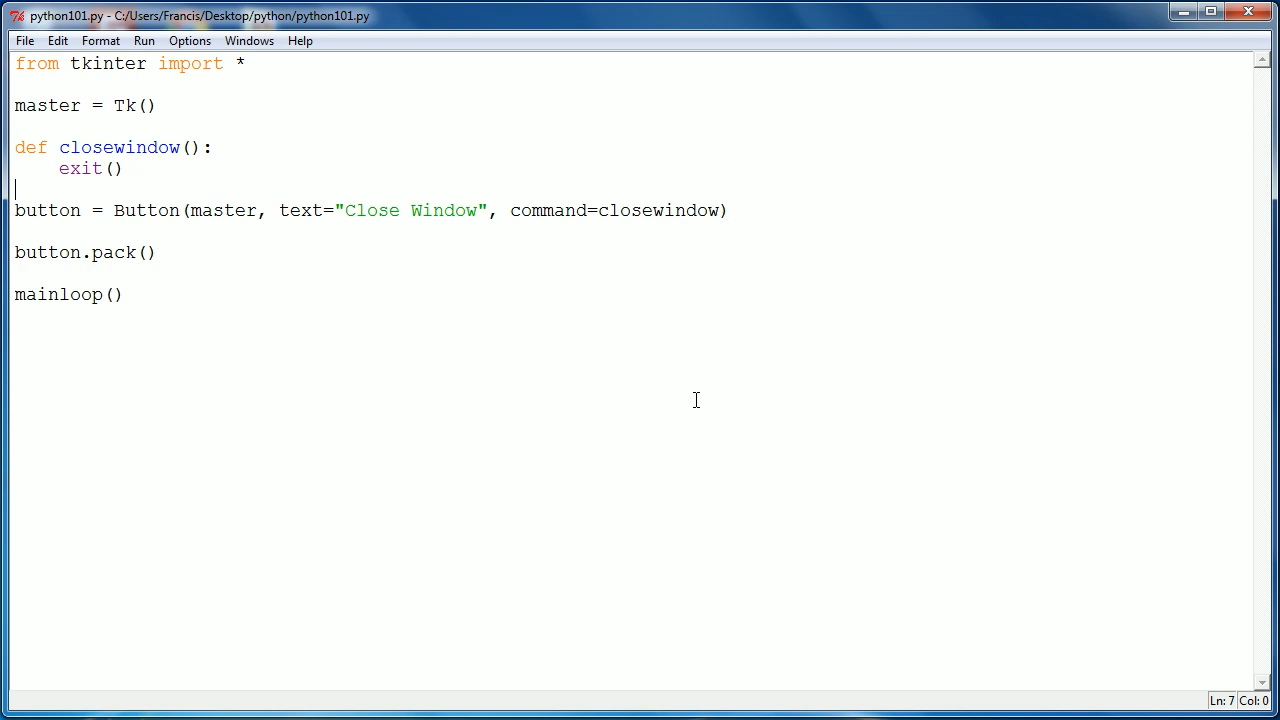 python101.py - C:/Users/Francis/Desktop/python/python101.py
File Edit Format Run Options Windows Help
from tkinter import *
master = Tk()
def closewindow():
    exit()
button = Button(master, text="Close Window", command=closewindow)
button.pack()
mainloop()
Ln: 7 Col: 0